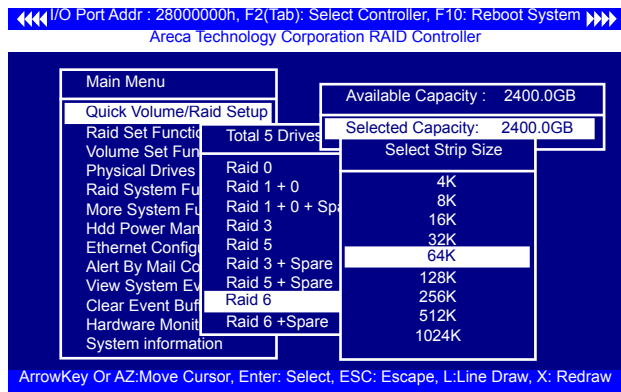 I/O Port Addr : 28000000h, F2(Tab): Select Controller, F10: Reboot System
Areca Technology Corporation RAID Controller
Main Menu
Quick Volume/Raid Setup
Raid Set Functio
Volume Set Fun
Physical Drives
Raid System Fu
More System Fu
Hdd Power Man
Ethernet Configu
Alert By Mail Co
View System Ev
Clear Event Buf
Hardware Monit
System information
Total 5 Drives
Raid 0
Raid 1 + 0
Raid 1 + 0 + Spa
Raid 3
Raid 5
Raid 3 + Spare
Raid 5 + Spare
Raid 6
Raid 6 +Spare
Available Capacity : 2400.0GB
Selected Capacity: 2400.0GB
Select Strip Size
4K
8K
16K
32K
64K
128K
256K
512K
1024K
ArrowKey Or AZ:Move Cursor, Enter: Select, ESC: Escape, L:Line Draw, X: Redraw